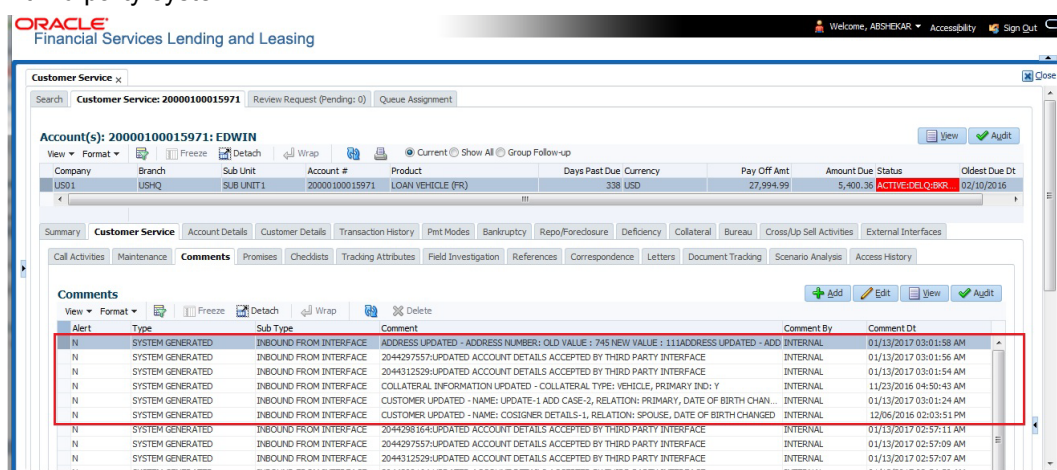 ORACLE
Financial Services Lending and Leasing
Welcome, ABSHEKAR Accessibility Sign Out
Customer Service x
Close
Search Customer Service: 20000100015971 Review Request (Pending: 0) Queue Assignment
Account(s): 20000100015971: EDWIN
View Audit
View Format Freeze Detach Wrap Current Show All Group Follow-up
Company Branch Sub Unit Account # Product Days Past Due Currency Pay Off Amt Amount Due Status Oldest Due Dt
US01 USHQ SUB UNIT1 20000100015971 LOAN VEHICLE (FR) 338 USD 27,994.99 5,400.36 ACTIVE:DELQ:BKR... 02/10/2016
Summary Customer Service Account Details Customer Details Transaction History Pmt Modes Bankruptcy Repo/Foreclosure Deficiency Collateral Bureau Cross/Up Sell Activities External Interfaces
Call Activities Maintenance Comments Promises Checklists Tracking Attributes Field Investigation References Correspondence Letters Document Tracking Scenario Analysis Access History
Comments
Add Edit View Audit
View Format Freeze Detach Wrap Delete
Alert Type Sub Type Comment Comment By Comment Dt
N SYSTEM GENERATED INBOUND FROM INTERFACE ADDRESS UPDATED - ADDRESS NUMBER: OLD VALUE : 745 NEW VALUE : 111ADDRESS UPDATED - ADD INTERNAL 01/13/2017 03:01:58 AM
N SYSTEM GENERATED INBOUND FROM INTERFACE 2044297557:UPDATED ACCOUNT DETAILS ACCEPTED BY THIRD PARTY INTERFACE INTERNAL 01/13/2017 03:01:56 AM
N SYSTEM GENERATED INBOUND FROM INTERFACE 2044312529:UPDATED ACCOUNT DETAILS ACCEPTED BY THIRD PARTY INTERFACE INTERNAL 01/13/2017 03:01:54 AM
N SYSTEM GENERATED INBOUND FROM INTERFACE COLLATERAL INFORMATION UPDATED - COLLATERAL TYPE: VEHICLE, PRIMARY IND: Y INTERNAL 11/23/2016 04:50:43 AM
N SYSTEM GENERATED INBOUND FROM INTERFACE CUSTOMER UPDATED - NAME: UPDATE-1 ADD CASE-2, RELATION: PRIMARY, DATE OF BIRTH CHAN... INTERNAL 01/13/2017 03:01:24 AM
N SYSTEM GENERATED INBOUND FROM INTERFACE CUSTOMER UPDATED - NAME: COSIGNER DETAILS-1, RELATION: SPOUSE, DATE OF BIRTH CHANGED INTERNAL 12/06/2016 02:03:51 PM
N SYSTEM GENERATED INBOUND FROM INTERFACE 2044298164:UPDATED ACCOUNT DETAILS ACCEPTED BY THIRD PARTY INTERFACE INTERNAL 01/13/2017 02:57:11 AM
N SYSTEM GENERATED INBOUND FROM INTERFACE 2044297557:UPDATED ACCOUNT DETAILS ACCEPTED BY THIRD PARTY INTERFACE INTERNAL 01/13/2017 02:57:09 AM
N SYSTEM GENERATED INBOUND FROM INTERFACE 2044312529:UPDATED ACCOUNT DETAILS ACCEPTED BY THIRD PARTY INTERFACE INTERNAL 01/13/2017 02:57:07 AM